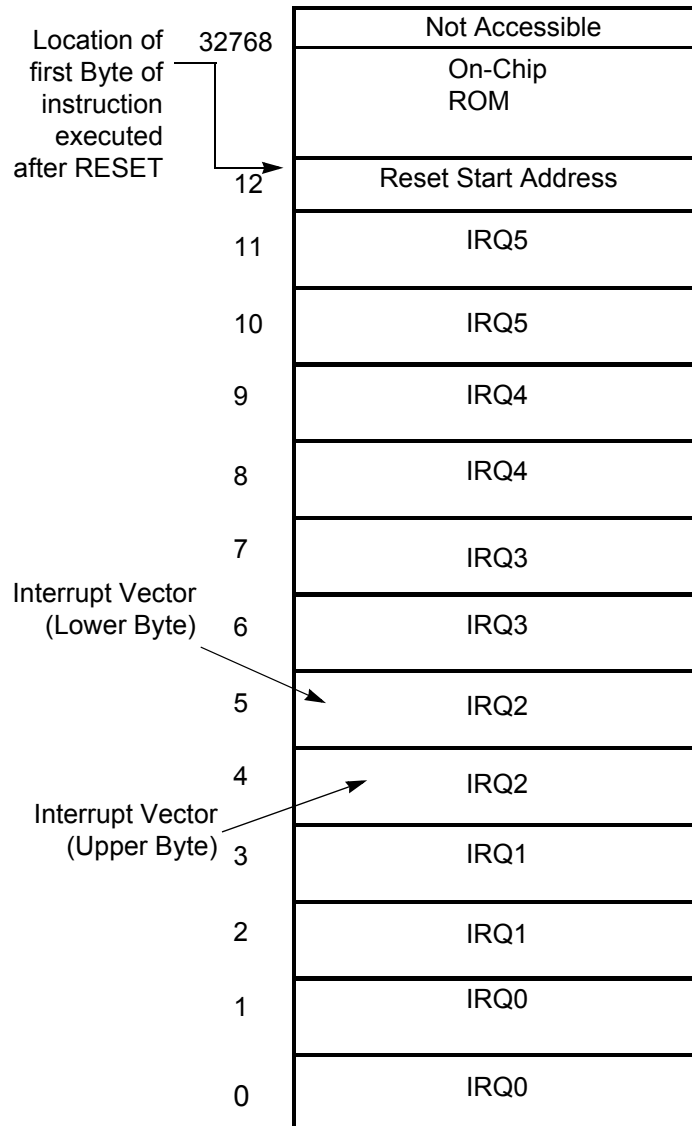 Location of
first Byte of
instruction
executed
after RESET
32768
Not Accessible
On-Chip
ROM
12
Reset Start Address
11
IRQ5
10
IRQ5
9
IRQ4
8
IRQ4
7
IRQ3
Interrupt Vector
(Lower Byte)
6
IRQ3
5
IRQ2
4
IRQ2
Interrupt Vector
(Upper Byte)
3
IRQ1
2
IRQ1
1
IRQ0
0
IRQ0